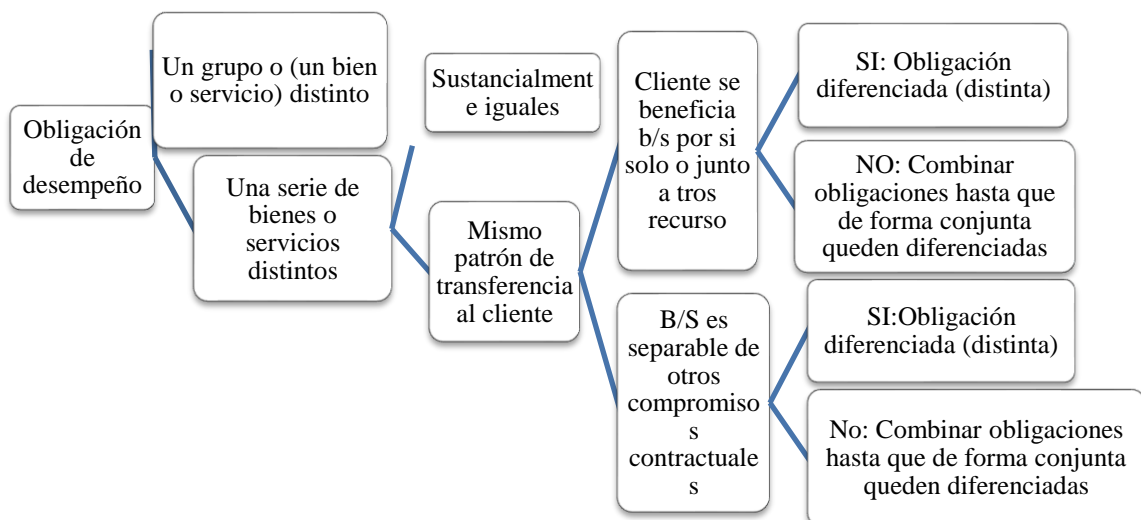 Obligación
de
desempeño
Un grupo o (un bien
o servicio) distinto
Una serie de
bienes o
servicios
distintos
Sustancialment
e iguales
Mismo
patrón de
transferencia
al cliente
Cliente se
beneficia
b/s por si
solo o junto
a tros
recurso
B/S es
separable de
otros
compromiso
s
contractuale
s
SI: Obligación
diferenciada (distinta)
NO: Combinar
obligaciones hasta que
de forma conjunta
queden diferenciadas
SI:Obligación
diferenciada (distinta)
No: Combinar obligaciones
hasta que de forma conjunta
queden diferenciadas